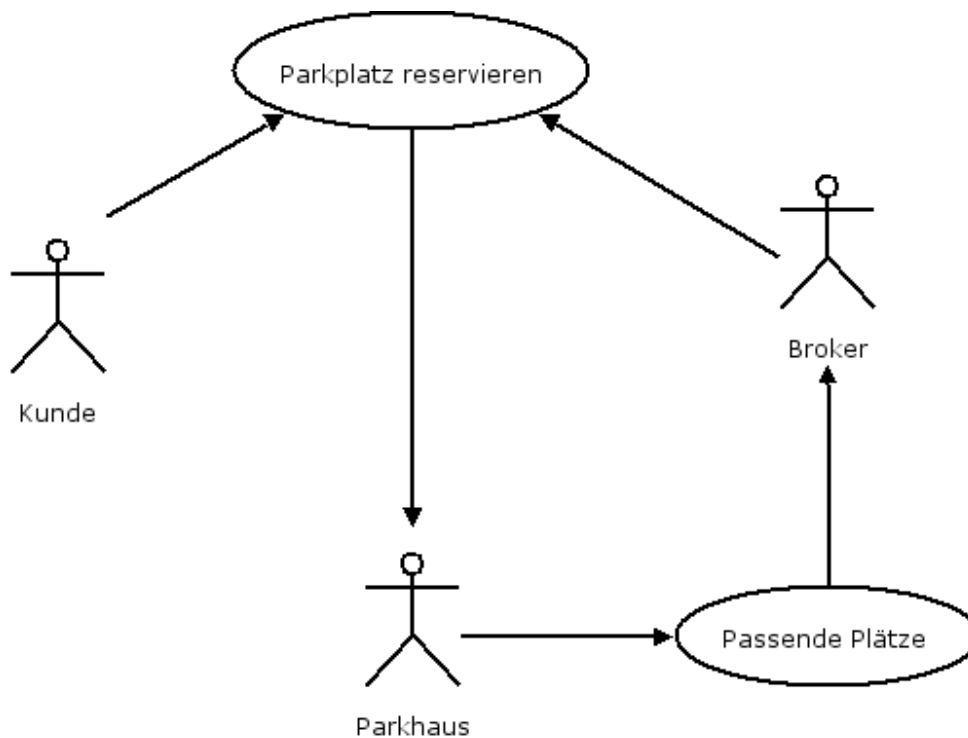 Parkplatz reservieren
Kunde
Broker
Passende Plätze
Parkhaus